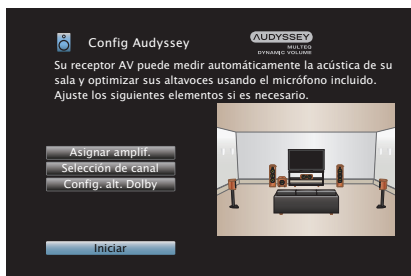 Config Audyssey
AUDYSSEY
MULTEQ
DYNAMIC VOLUME
Su receptor AV puede medir automáticamente la acústica de su
sala y optimizar sus altavoces usando el micrófono incluido.
Ajuste los siguientes elementos si es necesario.
Asignar amplif.
Selección de canal
Config. alt. Dolby
Iniciar